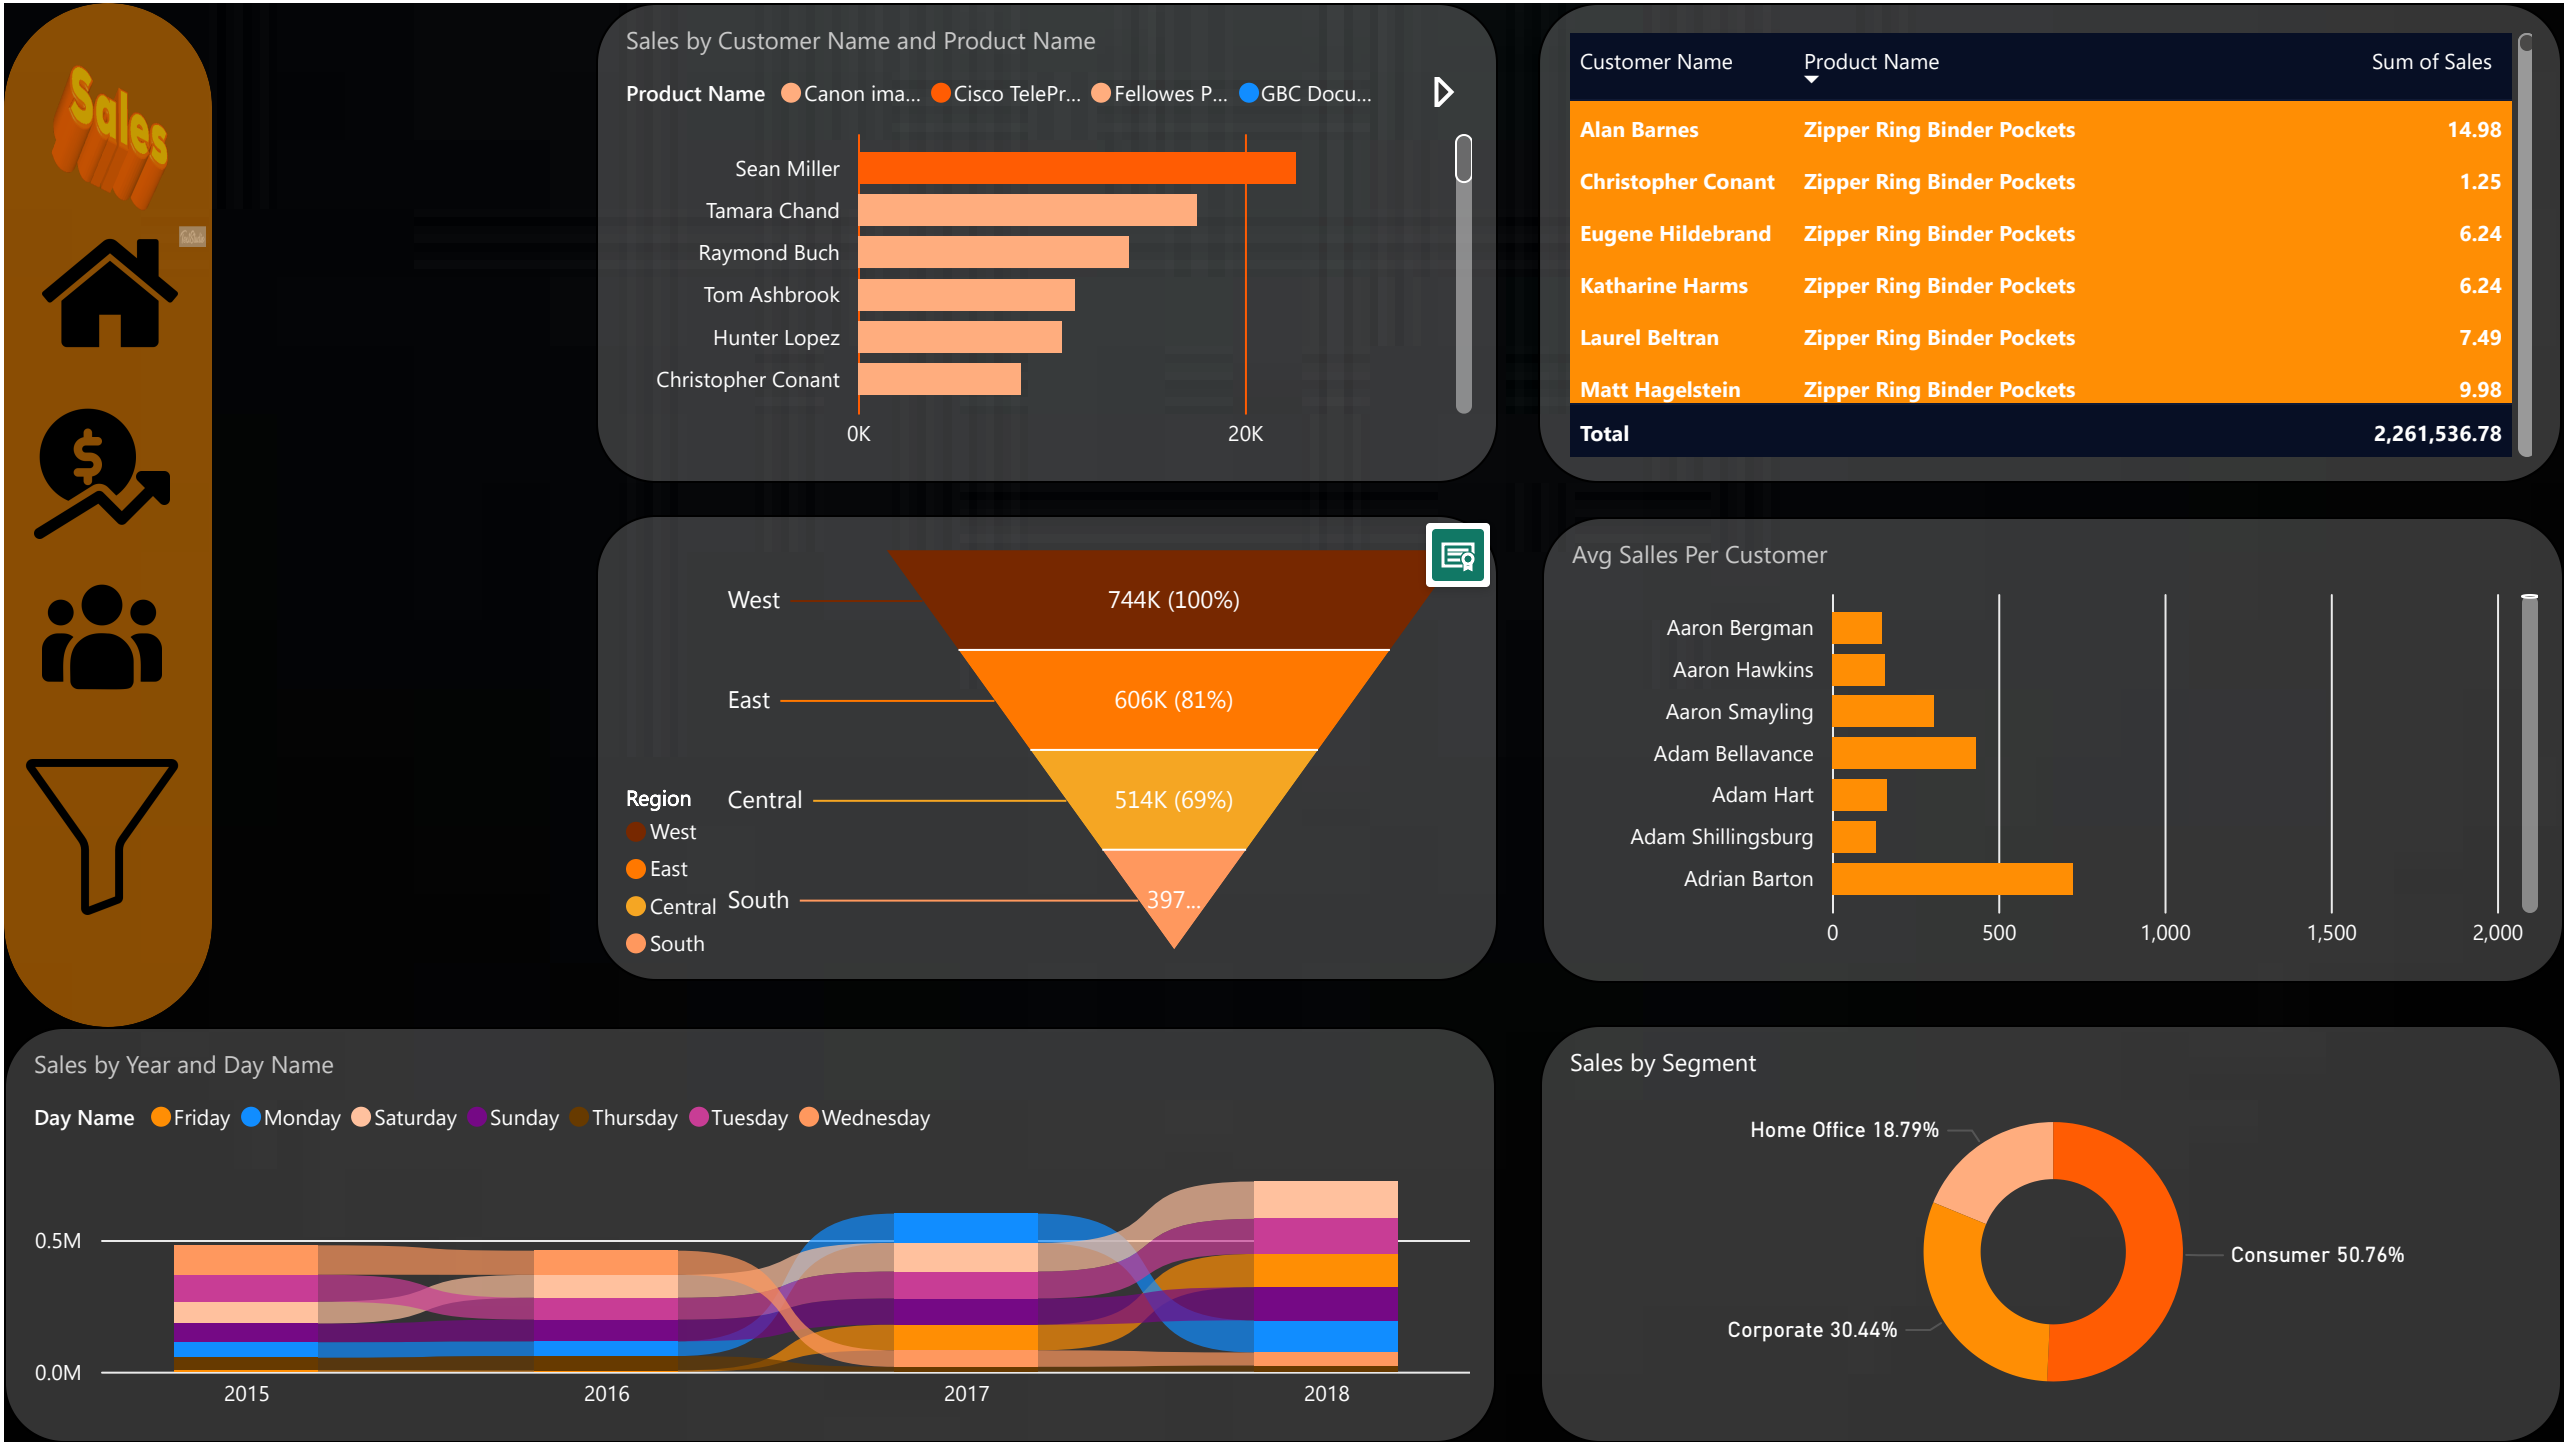 Sales
Sales by Customer Name and Product Name
Product Name Canon ima... Cisco TelePr... Fellowes P... GBC Docu...
Sean Miller
Tamara Chand
Raymond Buch
Tom Ashbrook
Hunter Lopez
Christopher Conant
0K 20K
Customer Name Product Name Sum of Sales
Alan Barnes Zipper Ring Binder Pockets 14.98
Christopher Conant Zipper Ring Binder Pockets 1.25
Eugene Hildebrand Zipper Ring Binder Pockets 6.24
Katharine Harms Zipper Ring Binder Pockets 6.24
Laurel Beltran Zipper Ring Binder Pockets 7.49
Matt Hagelstein Zipper Ring Binder Pockets 9.98
Total 2,261,536.78
West 744K (100%)
East 606K (81%)
Central 514K (69%)
South 397...
Region
West
East
Central
South
Avg Salles Per Customer
Aaron Bergman
Aaron Hawkins
Aaron Smayling
Adam Bellavance
Adam Hart
Adam Shillingsburg
Adrian Barton
0 500 1,000 1,500 2,000
Sales by Year and Day Name
Day Name Friday Monday Saturday Sunday Thursday Tuesday Wednesday
0.5M
0.0M
2015 2016 2017 2018
Sales by Segment
Home Office 18.79%
Consumer 50.76%
Corporate 30.44%